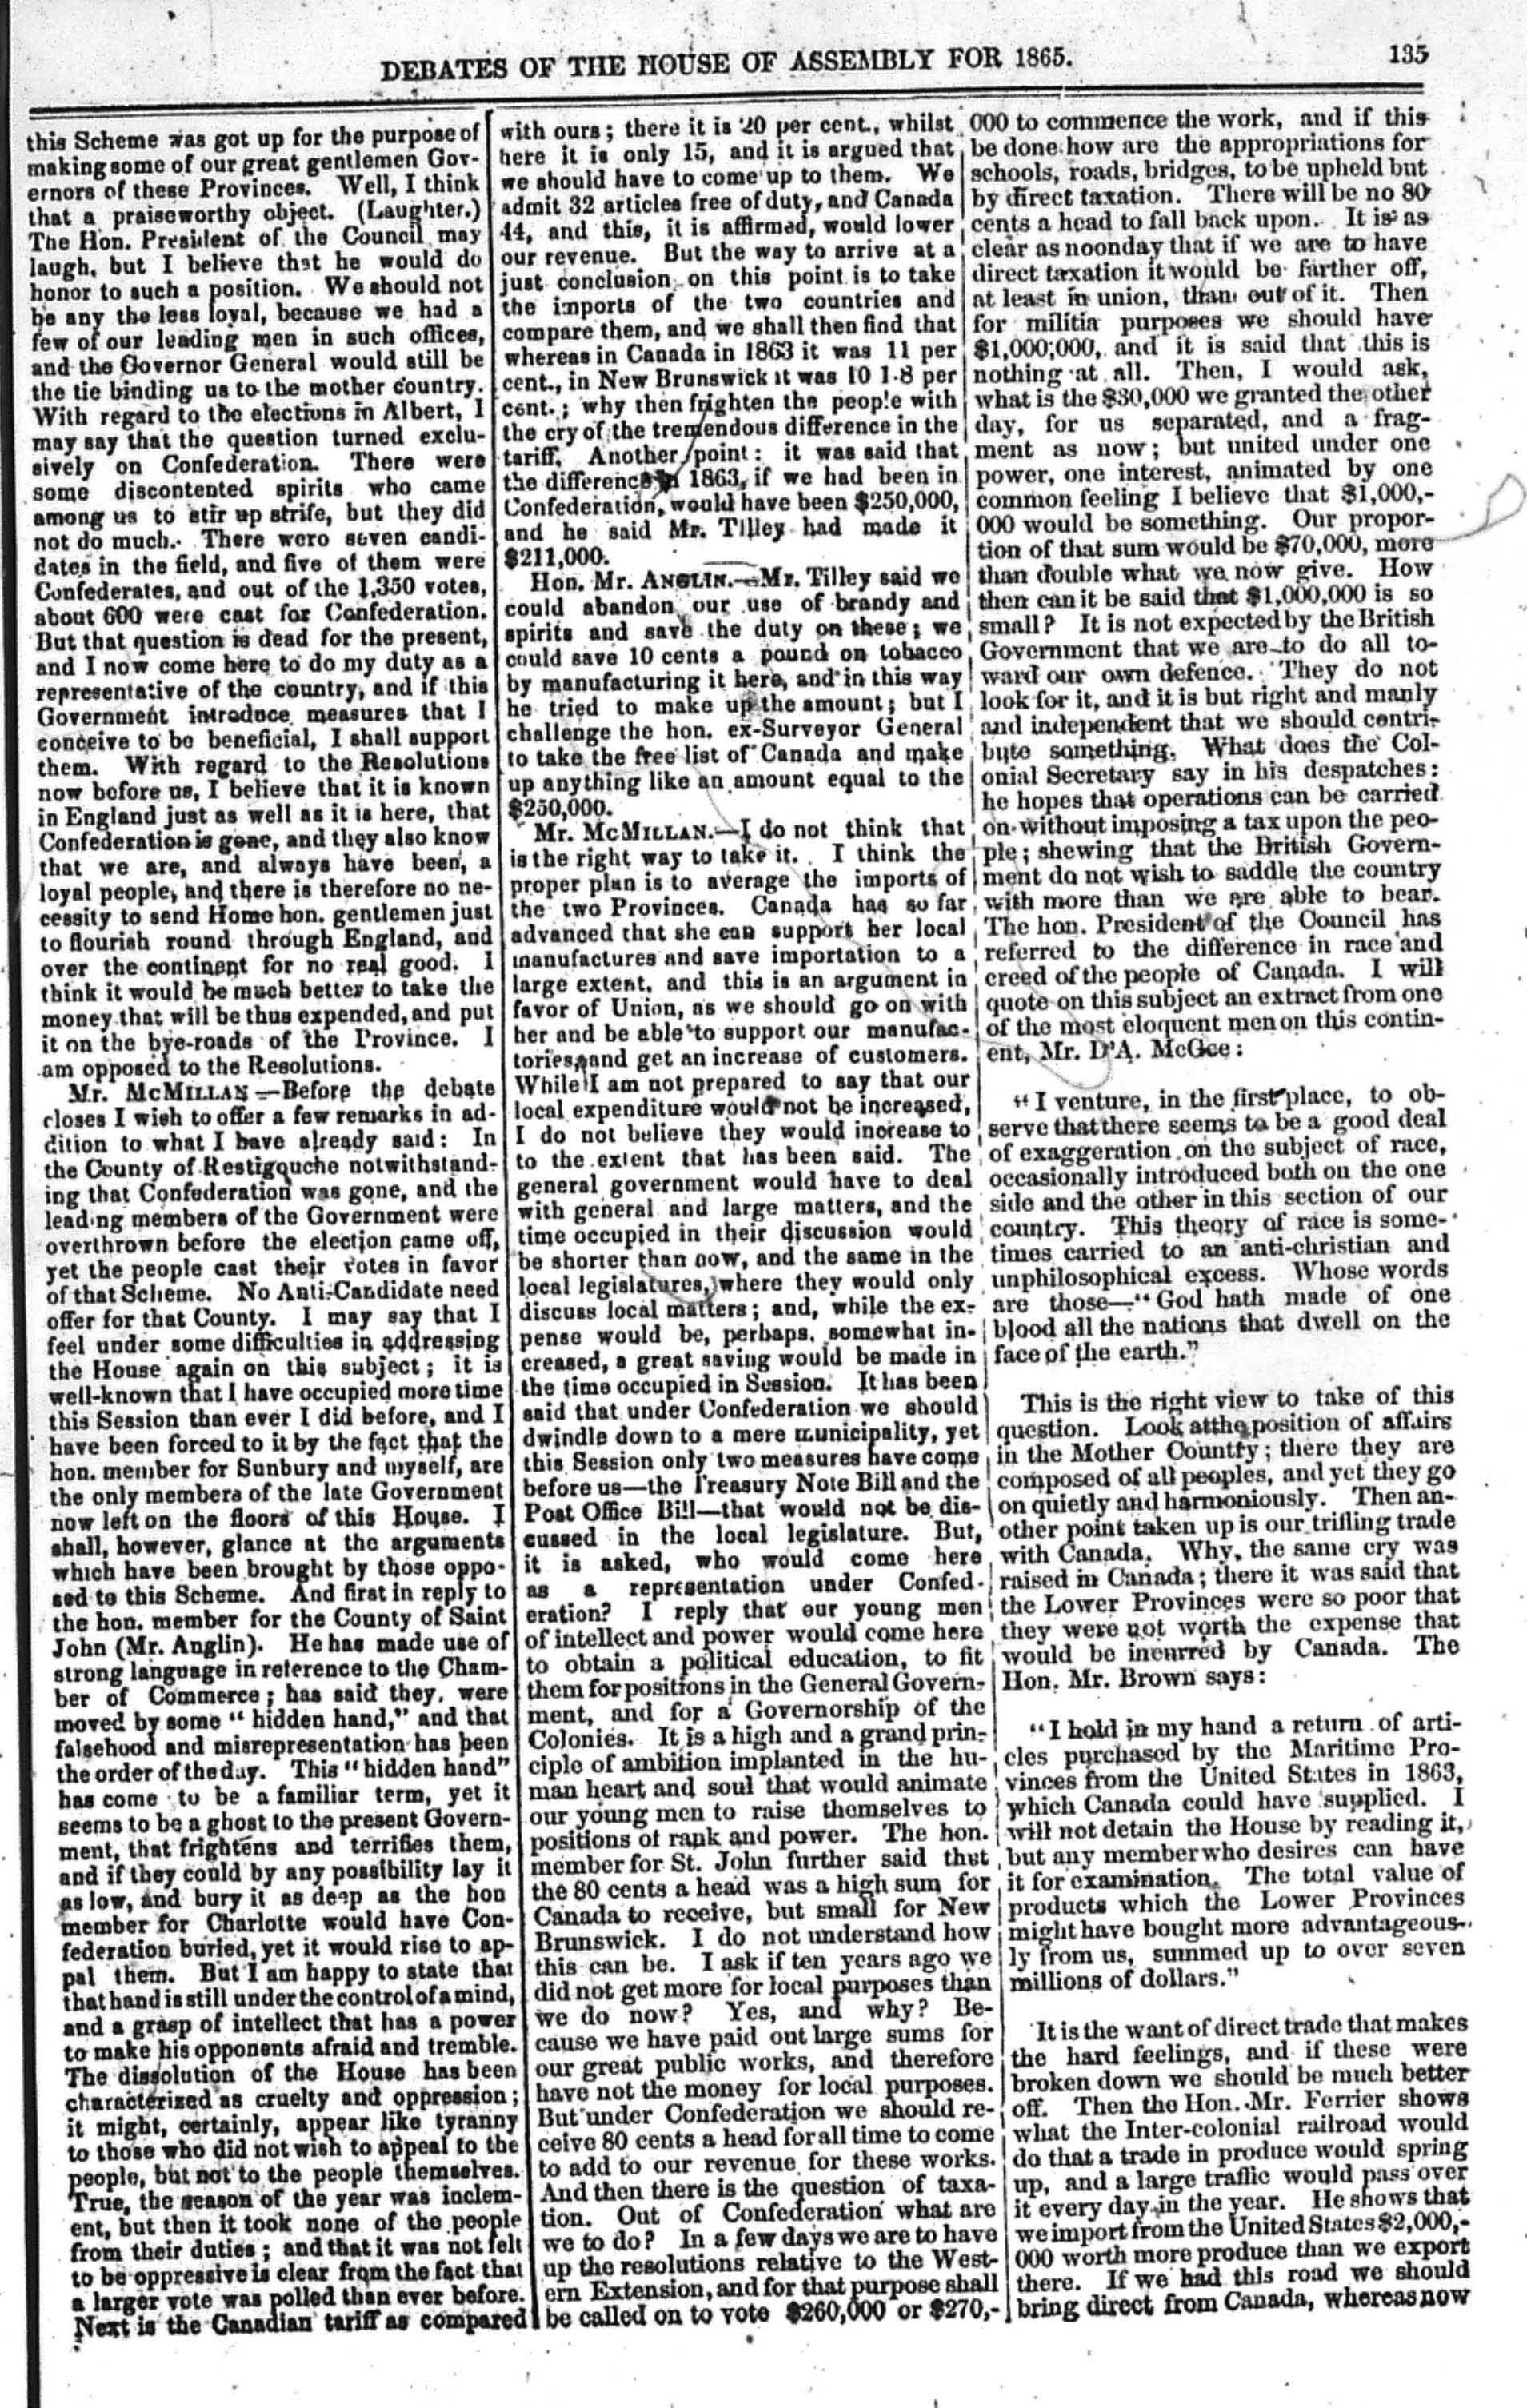 DEBATES OF THE HOUSE OF ASSEMBLY FOR 1865.
135
this Scheme was got up for the purpose of
making some of our great gentlemen Gov-
ernors of these Provinces. Well, I think
that a praiseworthy object. (Laughter.)
The Hon. President of the Council may
laugh, but I believe that he would do
honor to such a position. We should not
be any the less loyal, because we had a
few of our leading men in such offices,
and the Governor General would still be
the tie binding us to the mother country.
With regard to the elections in Albert, I
may say that the question turned exclu-
sively on Confederation. There were
some discontented spirits who came
among us to stir up strife, but they did
not do much. There were seven candi-
dates in the field, and five of them were
Confederates, and out of the 1,350 votes,
about 600 were cast for Confederation.
But that question is dead for the present,
and I now come here to do my duty as a
representative of the country, and if this
Government introduce measures that I
conceive to be beneficial, I shall support
them. With regard to the Resolutions
now before us, I believe that it is known
in England just as well as it is here, that
Confederation is gone, and they also know
that we are, and always have been, a
loyal people, and there is therefore no ne-
cessity to send Home hon. gentlemen just
to flourish round through England, and
over the continent for no real good. I
think it would be much better to take the
money that will be thus expended, and put
it on the bye-roads of the Province. I
am opposed to the Resolutions.
Mr. McMILLAN—Before the debate
closes I wish to offer a few remarks in ad-
dition to what I have already said: In
the County of Restigouche notwithstand-
ing that Confederation was gone, and the
leading members of the Government were
overthrown before the election came off,
yet the people cast their votes in favor
of that Scheme. No Anti-Candidate need
offer for that County. I may say that I
feel under some difficulties in addressing
the House again on this subject; it is
well-known that I have occupied more time
this Session than ever I did before, and I
have been forced to it by the fact that the
hon. member for Sunbury and myself, are
the only members of the late Government
now left on the floors of this House. I
shall, however, glance at the arguments
which have been brought by those oppo-
sed to this Scheme. And first in reply to
the hon. member for the County of Saint
John (Mr. Anglin). He has made use of
strong language in reference to the Cham-
ber of Commerce; has said they, were
moved by some "hidden hand," and that
falsehood and misrepresentation has been
the order of the day. This "hidden hand"
has come to be a familiar term, yet it
seems to be a ghost to the present Govern-
ment, that frightens and terrifies them,
and if they could by any possibility lay it
as low, and bury it as deep as the hon
member for Charlotte would have Con-
federation buried, yet it would rise to ap-
pal them. But I am happy to state that
that hand is still under the control of a mind,
and a grasp of intellect that has a power
to make his opponents afraid and tremble.
The dissolution of the House has been
characterized as cruelty and oppression;
it might, certainly, appear like tyranny
to those who did not wish to appeal to the
people, but not to the people themselves.
True, the season of the year was inclem-
ent, but then it took none of the people
from their duties; and that it was not felt
to be oppressive is clear from the fact that
a larger vote was polled than ever before.
Next is the Canadian tariff as compared
with ours; there it is 20 per cent., whilst
here it is only 15, and it is argued that
we should have to come up to them. We
admit 32 articles free of duty, and Canada
44, and this, it is affirmed, would lower
our revenue. But the way to arrive at a
just conclusion on this point is to take
the imports of the two countries and
compare them, and we shall then find that
whereas in Canada in 1863 it was 11 per
cent., in New Brunswick it was 10 1-8 per
cent.; why then frighten the people with
the cry of the tremendous difference in the
tariff. Another point: it was said that
the difference in 1863, if we had been in
Confederation, would have been $250,000,
and he said Mr. Tilley had made it
$211,000.
Hon. Mr. ANGLIN.—Mr. Tilley said we
could abandon our use of brandy and
spirits and save the duty on these; we
could save 10 cents a pound on tobacco
by manufacturing it here, and in this way
he tried to make up the amount; but I
challenge the hon. ex-Surveyor General
to take the free list of Canada and make
up anything like an amount equal to the
$250,000.
Mr. McMILLAN.—I do not think that
is the right way to take it. I think the
proper plan is to average the imports of
the two Provinces. Canada has so far
advanced that she can support her local
manufactures and save importation to a
large extent, and this is an argument in
favor of Union, as we should go on with
her and be able to support our manufac-
tories, and get an increase of customers.
While I am not prepared to say that our
local expenditure would not be increased,
I do not believe they would increase to
to the extent that has been said. The
general government would have to deal
with general and large matters, and the
time occupied in their discussion would
be shorter than now, and the same in the
local legislatures, where they would only
discuss local matters; and, while the ex-
pense would be, perhaps, somewhat in-
creased, a great saving would be made in
the time occupied in Session. It has been
said that under Confederation we should
dwindle down to a mere municipality, yet
this Session only two measures have come
before us—the Treasury Note Bill and the
Post Office Bill—that would not be dis-
cussed in the local legislature. But,
it is asked, who would come here
as a representation under Confed-
eration? I reply that our young men
of intellect and power would come here
to obtain a political education, to fit
them for positions in the General Govern-
ment, and for a Governorship of the
Colonies. It is a high and a grand prin-
ciple of ambition implanted in the hu-
man heart and soul that would animate
our young men to raise themselves to
positions of rank and power. The hon.
member for St. John further said that
the 80 cents a head was a high sum for
Canada to receive, but small for New
Brunswick. I do not understand how
this can be. I ask if ten years ago we
did not get more for local purposes than
we do now? Yes, and why? Be-
cause we have paid out large sums for
our great public works, and therefore
have not the money for local purposes.
But under Confederation we should re-
ceive 80 cents a head for all time to come
to add to our revenue for these works.
And then there is the question of taxa-
tion. Out of Confederation what are
we to do? In a few days we are to have
up the resolutions relative to the West-
ern Extension, and for that purpose shall
be called on to vote $260,000 or $270,-
000 to commence the work, and if this
be done how are the appropriations for
schools, roads, bridges, to be upheld but
by direct taxation. There will be no 80
cents a head to fall back upon. It is as
clear as noonday that if we are to have
direct taxation it would be farther off,
at least in union, than out of it. Then
for militia purposes we should have
$1,000,000, and it is said that this is
nothing at all. Then, I would ask,
what is the $30,000 we granted the other
day, for us separated, and a frag-
ment as now; but united under one
power, one interest, animated by one
common feeling I believe that $1,000,-
000 would be something. Our propor-
tion of that sum would be $70,000, more
than double what we now give. How
then can it be said that $1,000,000 is so
small? It is not expected by the British
Government that we are to do all to-
ward our own defence. They do not
look for it, and it is but right and manly
and independent that we should contri-
bute something. What does the Col-
onial Secretary say in his despatches:
he hopes that operations can be carried
on without imposing a tax upon the peo-
ple; shewing that the British Govern-
ment do not wish to saddle the country
with more than we are able to bear.
The hon. President of the Council has
referred to the difference in race and
creed of the people of Canada. I will
quote on this subject an extract from one
of the most eloquent men on this contin-
ent, Mr. D'A. McGee:
"I venture, in the first place, to ob-
serve that there seems to be a good deal
of exaggeration on the subject of race,
occasionally introduced both on the one
side and the other in this section of our
country. This theory of race is some-
times carried to an anti-christian and
unphilosophical excess. Whose words
are those—"God hath made of one
blood all the nations that dwell on the
face of the earth."
This is the right view to take of this
question. Look at the position of affairs
in the Mother Country; there they are
composed of all peoples, and yet they go
on quietly and harmoniously. Then an-
other point taken up is our trifling trade
with Canada. Why, the same cry was
raised in Canada; there it was said that
the Lower Provinces were so poor that
they were not worth the expense that
would be incurred by Canada. The
Hon. Mr. Brown says:
"I hold in my hand a return of arti-
cles purchased by the Maritime Pro-
vinces from the United States in 1863,
which Canada could have supplied. I
will not detain the House by reading it,
but any member who desires can have
it for examination. The total value of
products which the Lower Provinces
might have bought more advantageous-
ly from us, summed up to over seven
millions of dollars."
It is the want of direct trade that makes
the hard feelings, and if these were
broken down we should be much better
off. Then the Hon. Mr. Ferrier shows
what the Inter-colonial railroad would
do that a trade in produce would spring
up, and a large traffic would pass over
it every day in the year. He shows that
we import from the United States $2,000,-
000 worth more produce than we export
there. If we had this road we should
bring direct from Canada, whereas now